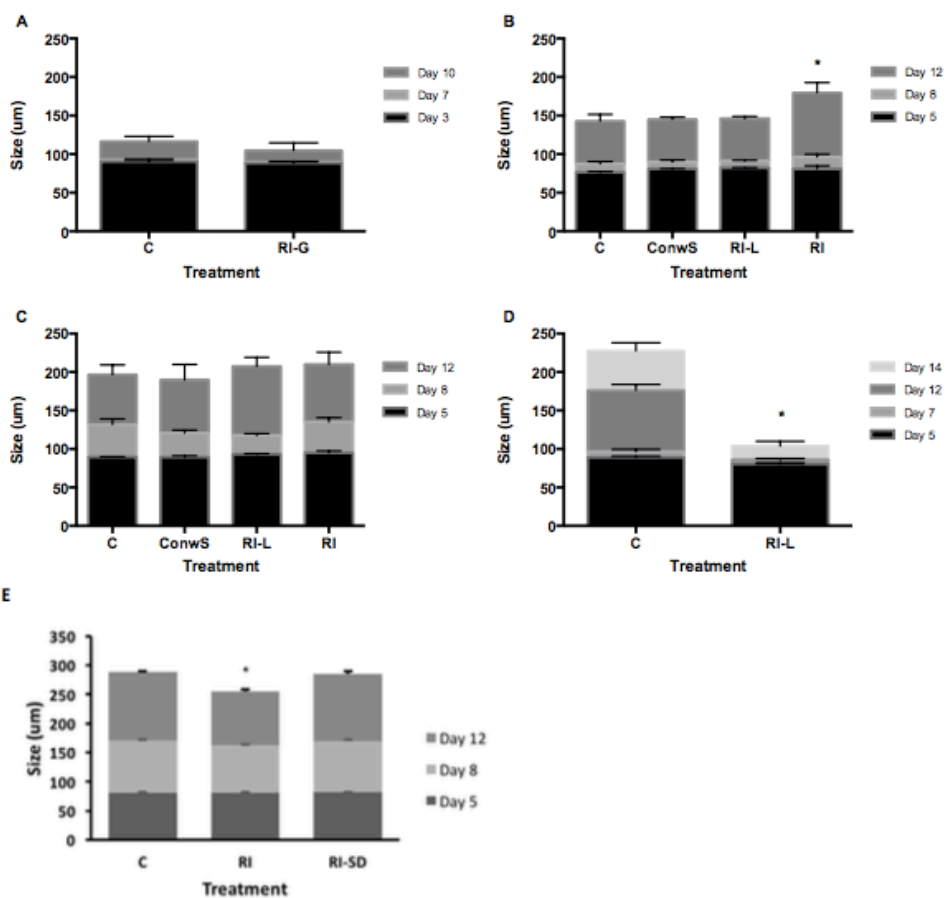 A
250
200
150
100
50
0
Size (um)
C RI-G
Treatment
Day 10
Day 7
Day 3
B
250
200
150
100
50
0
Size (um)
*
C ConwS RI-L RI
Treatment
Day 12
Day 8
Day 5
C
250
200
150
100
50
0
Size (um)
C ConwS RI-L RI
Treatment
Day 12
Day 8
Day 5
D
250
200
150
100
50
0
Size (um)
*
C RI-L
Treatment
Day 14
Day 12
Day 7
Day 5
E
350
300
250
200
150
100
50
0
Size (um)
*
C RI RI-SD
Treatment
Day 12
Day 8
Day 5